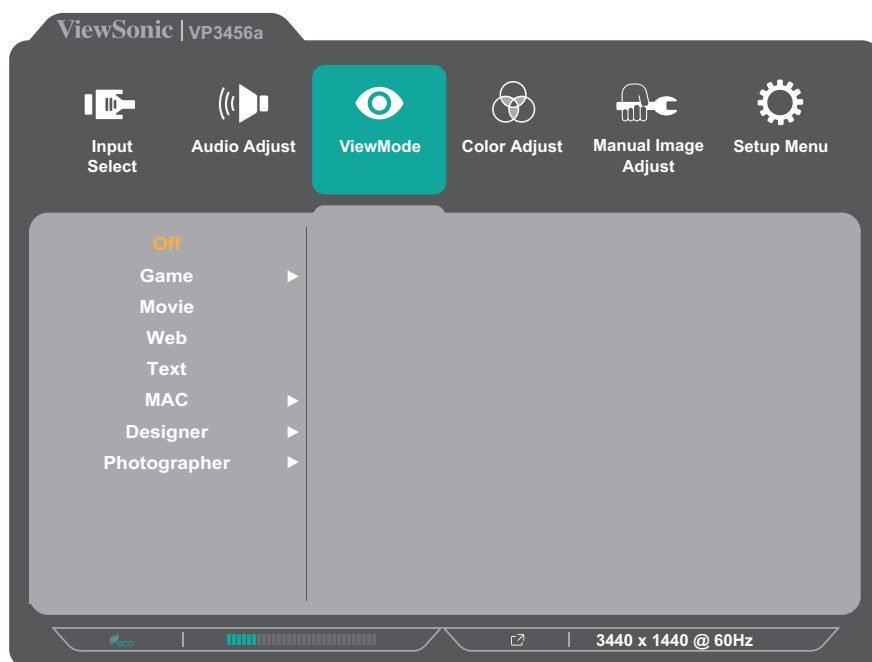 ViewSonic | VP3456a
Input
Select
Audio Adjust
ViewMode
Color Adjust
Manual Image
Adjust
Setup Menu
Off
Game
Movie
Web
Text
MAC
Designer
Photographer
eco
3440 x 1440 @ 60Hz